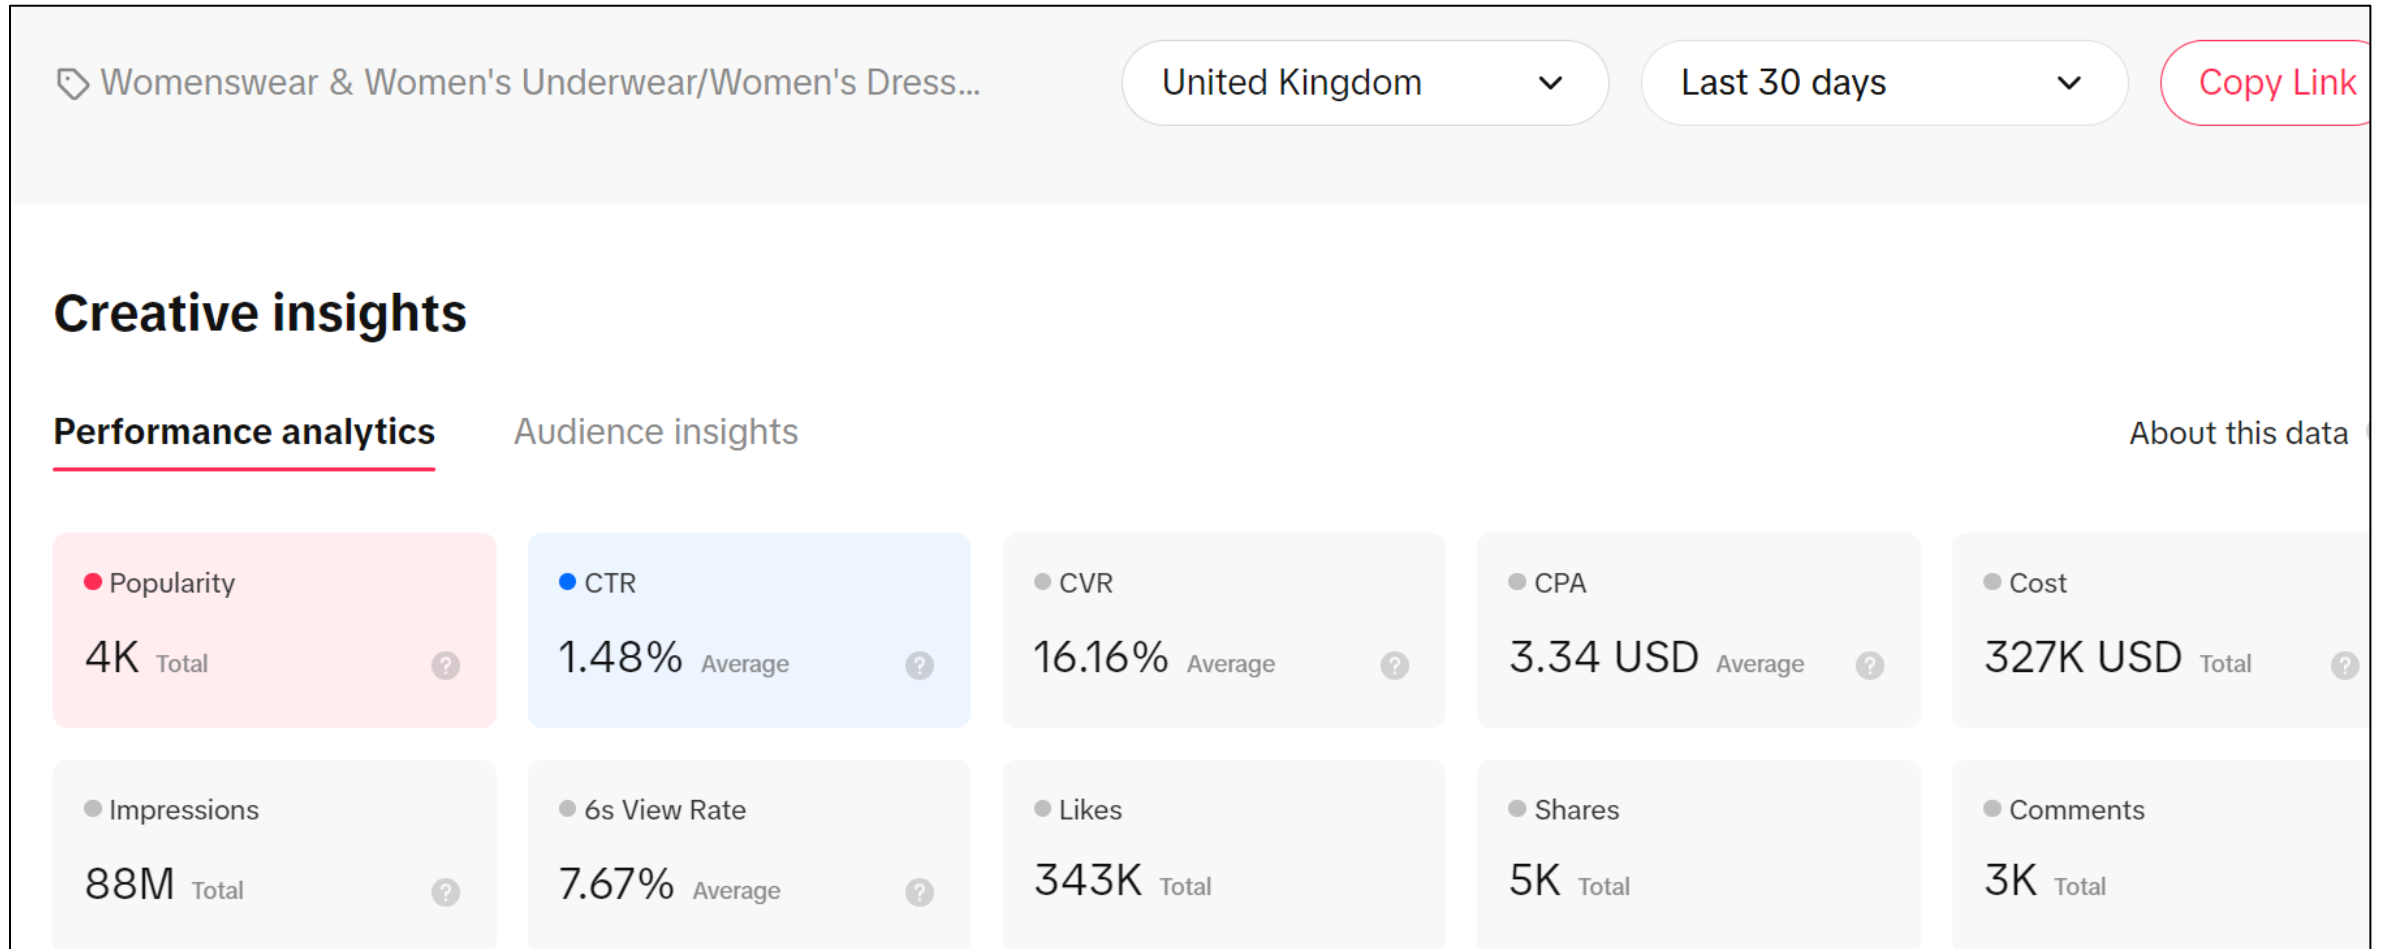 Womenswear & Women's Underwear/Women's Dress...
United Kingdom
Last 30 days
Copy Link
Creative insights
Performance analytics
Audience insights
About this data
Popularity
4K Total
CTR
1.48% Average
CVR
16.16% Average
CPA
3.34 USD Average
Cost
327K USD Total
Impressions
88M Total
6s View Rate
7.67% Average
Likes
343K Total
Shares
5K Total
Comments
3K Total